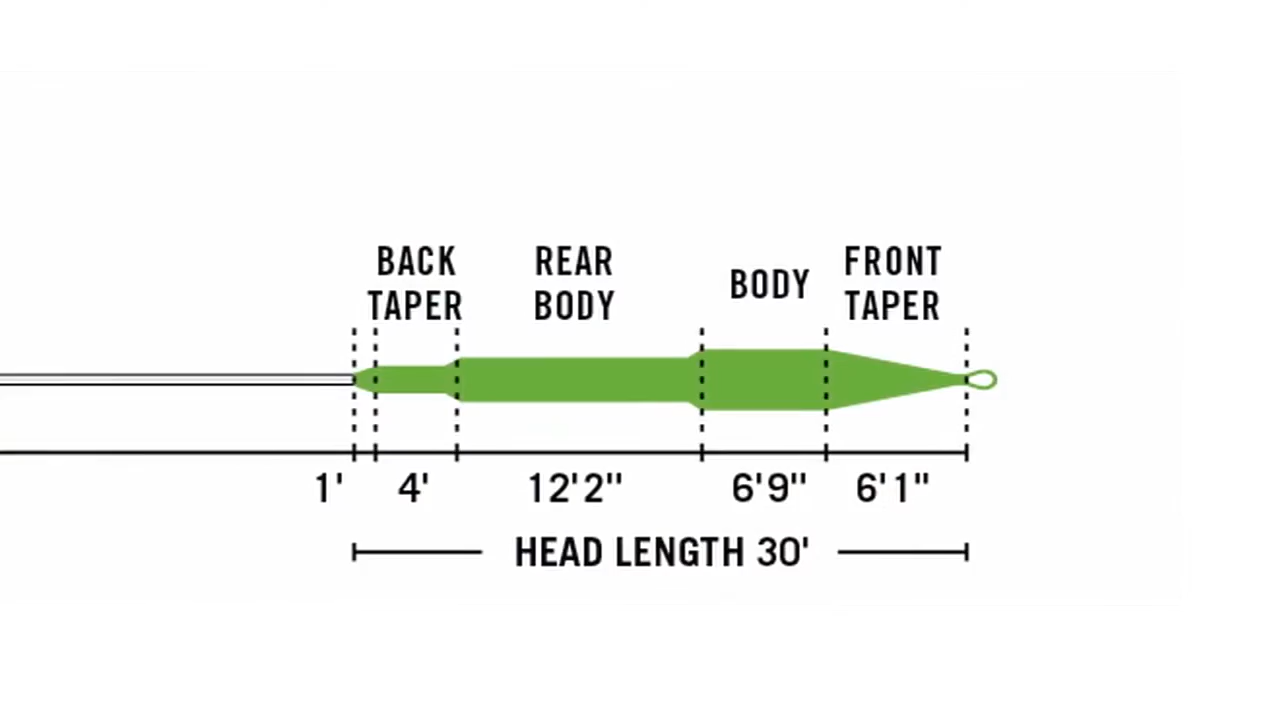 BACK
TAPER
REAR
BODY
BODY
FRONT
TAPER
1' 4' 12'2" 6'9" 6'1"
HEAD LENGTH 30'